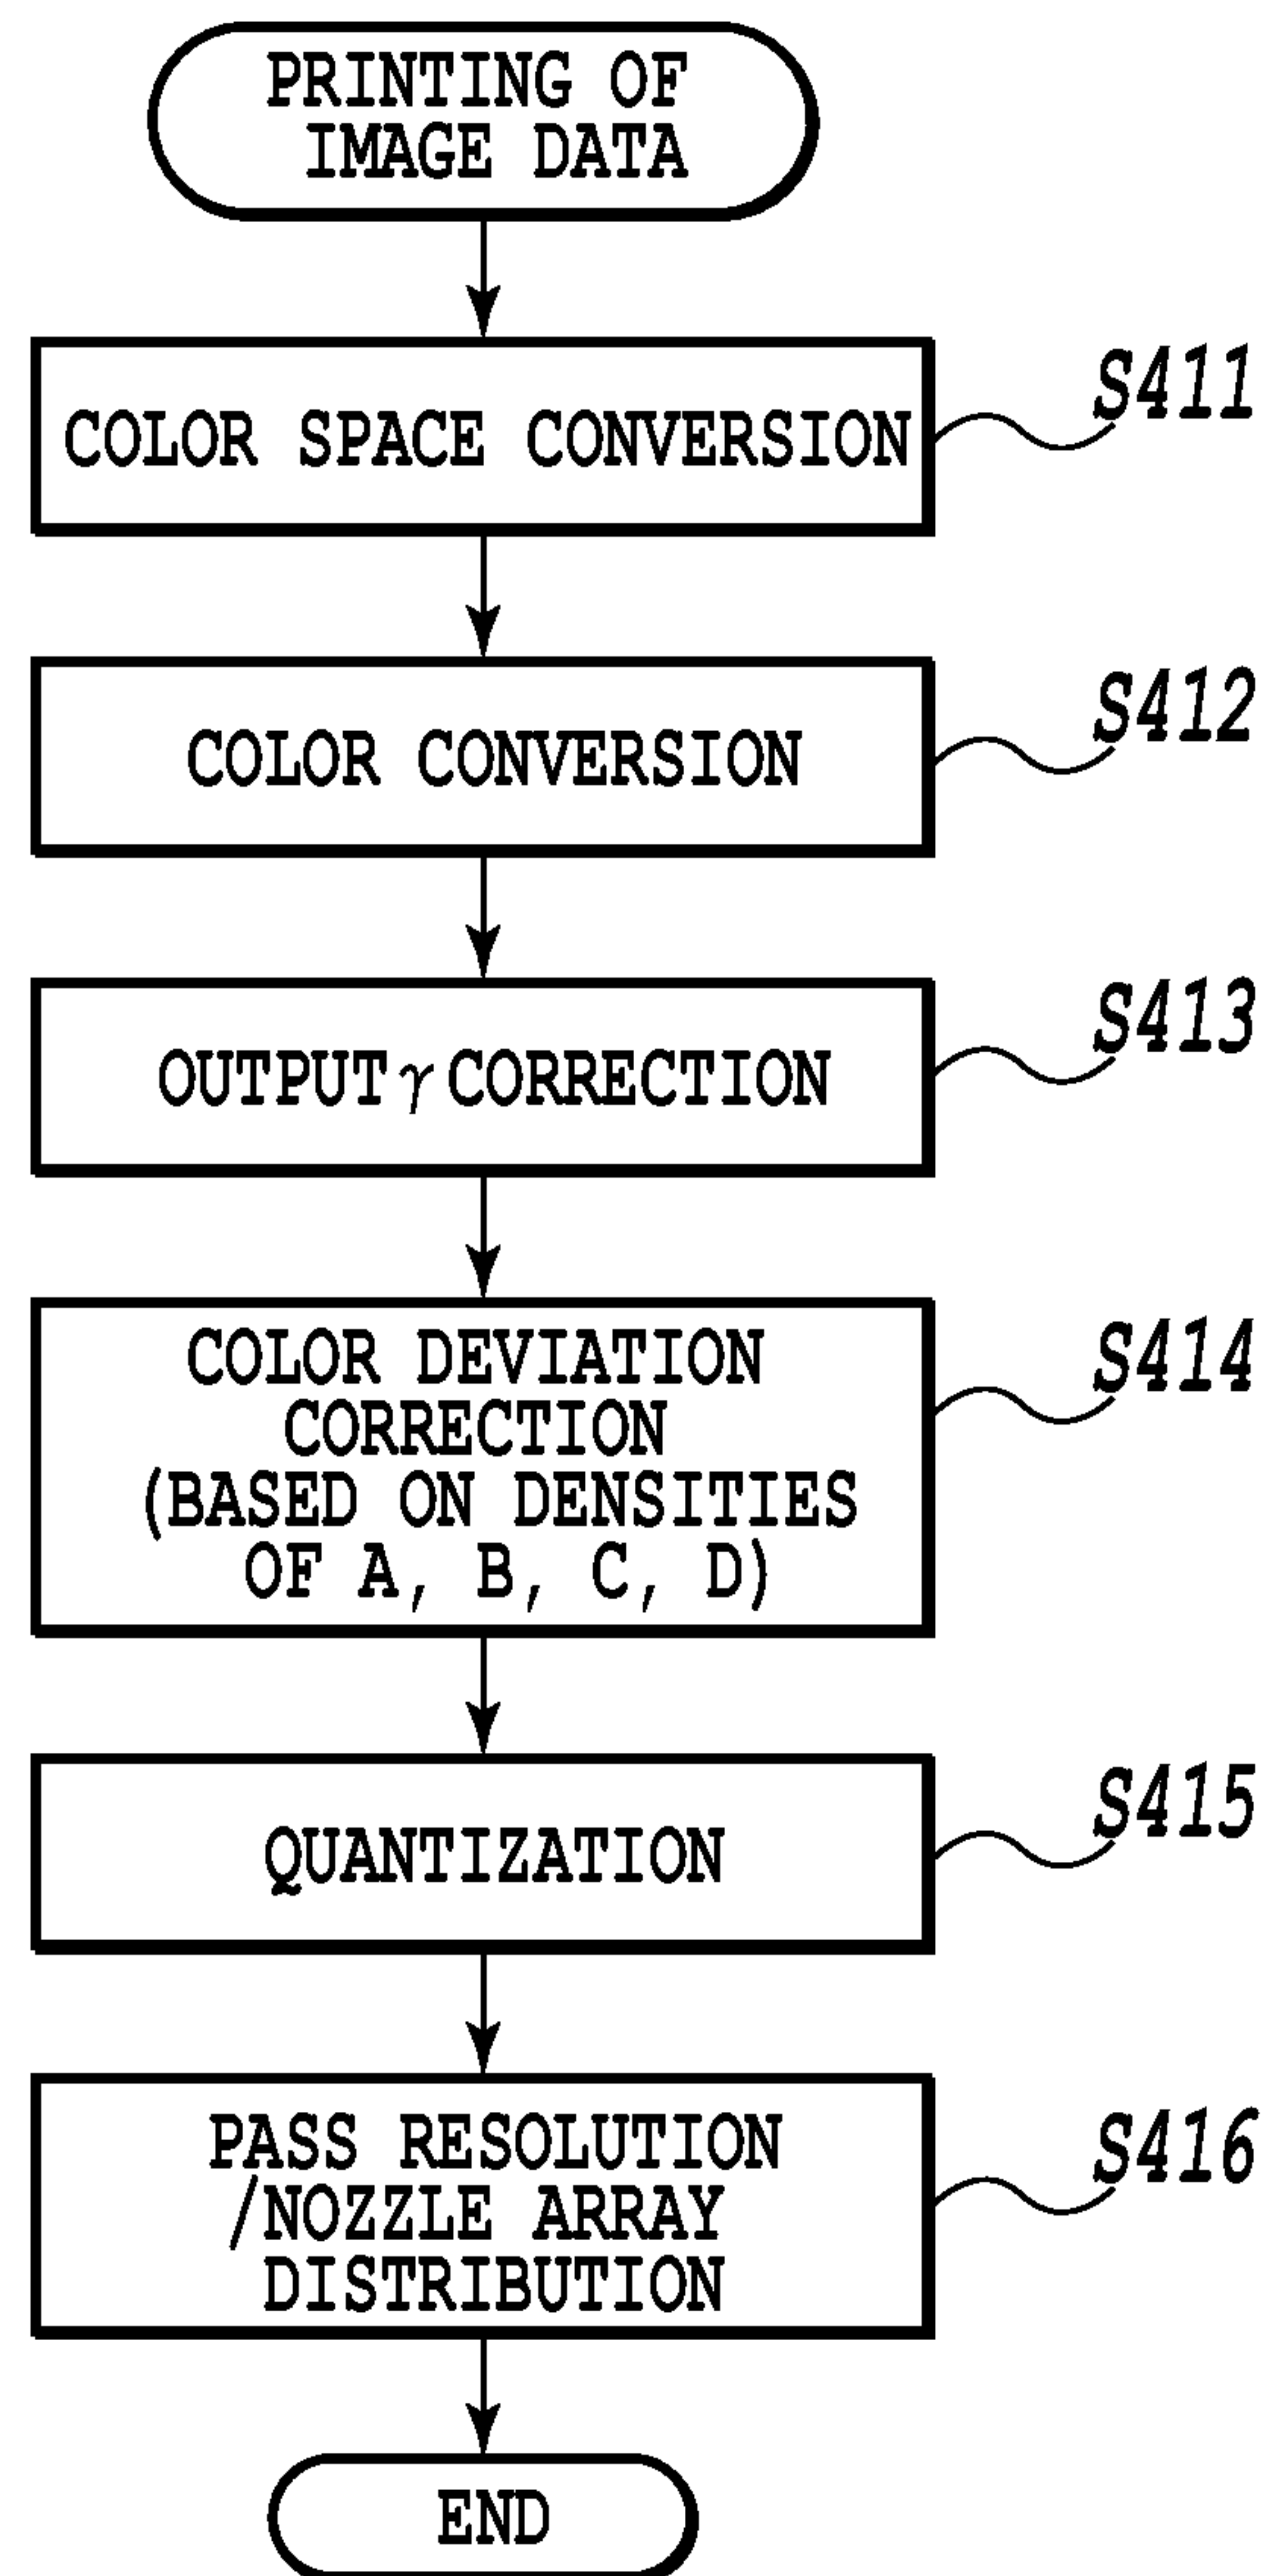 PRINTING OF
IMAGE DATA
COLOR SPACE CONVERSION
S411
COLOR CONVERSION
S412
OUTPUT γ CORRECTION
S413
COLOR DEVIATION
CORRECTION
(BASED ON DENSITIES
OF A, B, C, D)
S414
QUANTIZATION
S415
PASS RESOLUTION
/NOZZLE ARRAY
DISTRIBUTION
S416
END